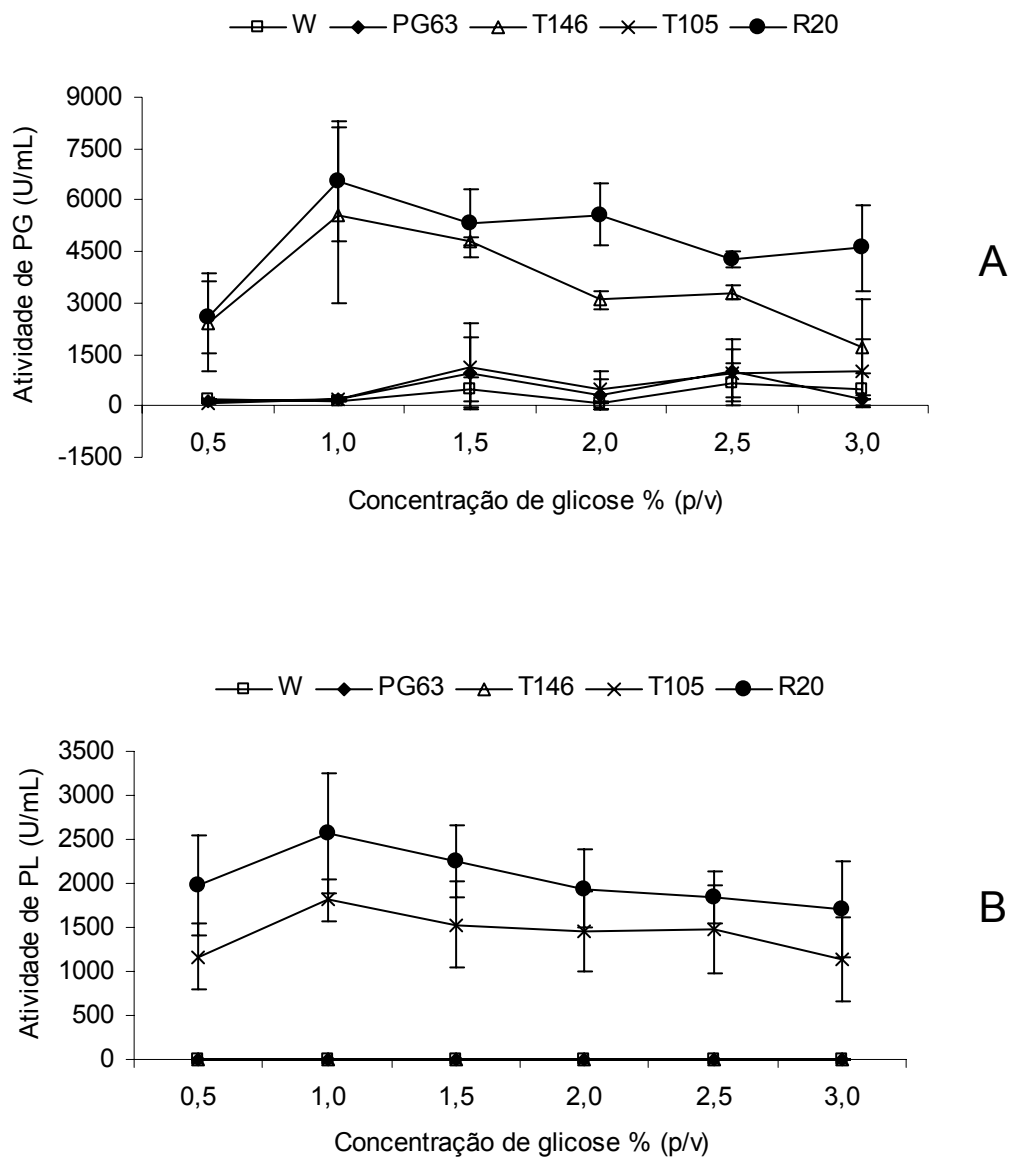 W PG63 T146 T105 R20
9000
7500
6000
4500
3000
1500
0
-1500
Atividade de PG (U/mL)
0,5 1,0 1,5 2,0 2,5 3,0
Concentração de glicose % (p/v)
A
W PG63 T146 T105 R20
3500
3000
2500
2000
1500
1000
500
0
Atividade de PL (U/mL)
0,5 1,0 1,5 2,0 2,5 3,0
Concentração de glicose % (p/v)
B